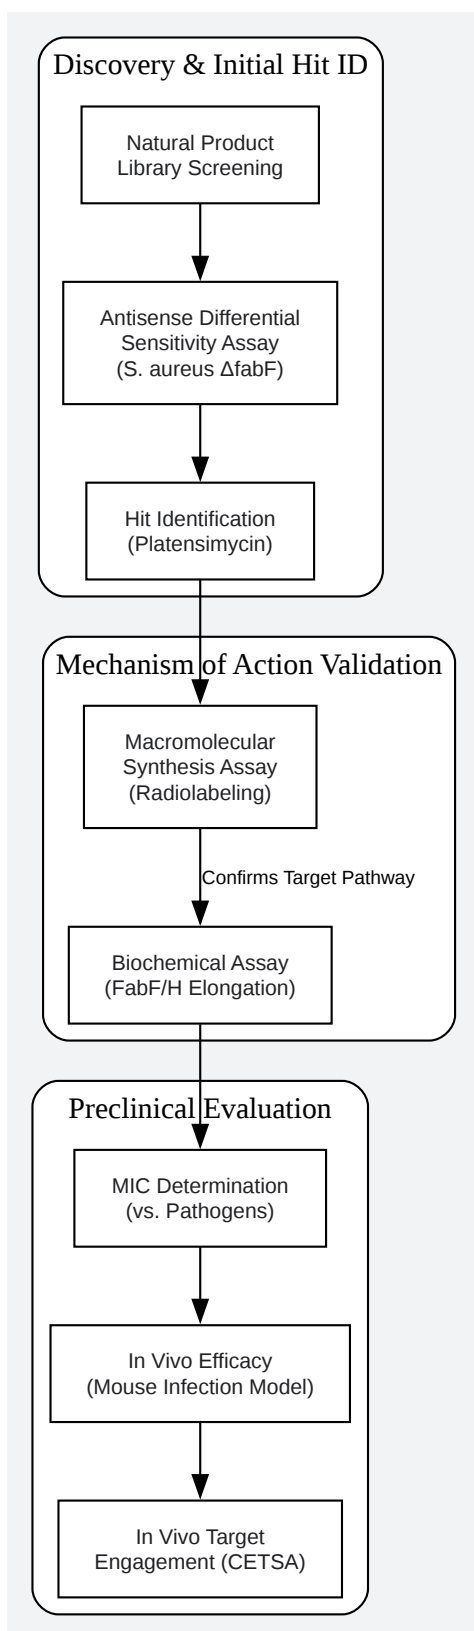 Discovery & Initial Hit ID
Natural Product
Library Screening
Antisense Differential
Sensitivity Assay
(S. aureus ΔfabF)
Hit Identification
(Platensimycin)
Mechanism of Action Validation
Macromolecular
Synthesis Assay
(Radiolabeling)
Confirms Target Pathway
Biochemical Assay
(FabF/H Elongation)
Preclinical Evaluation
MIC Determination
(vs. Pathogens)
In Vivo Efficacy
(Mouse Infection Model)
In Vivo Target
Engagement (CETSA)